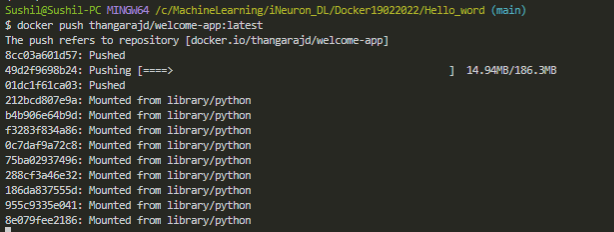 Sushil@Sushil-PC MINGW64 /c/MachineLearning/iNeuron_DL/Docker19022022/Hello_word (main)
$ docker push thangarajd/welcome-app:latest
The push refers to repository [docker.io/thangarajd/welcome-app]
8cc03a601d57: Pushed
49d2f9698b24: Pushing [====>                                              ]  14.94MB/186.3MB
01dc1f61ca03: Pushed
212bcd807e9a: Mounted from library/python
b4b906e64b9d: Mounted from library/python
f3283f834a86: Mounted from library/python
0c7daf9a72c8: Mounted from library/python
75ba02937496: Mounted from library/python
288cf3a46e32: Mounted from library/python
186da837555d: Mounted from library/python
955c9335e041: Mounted from library/python
8e079fee2186: Mounted from library/python